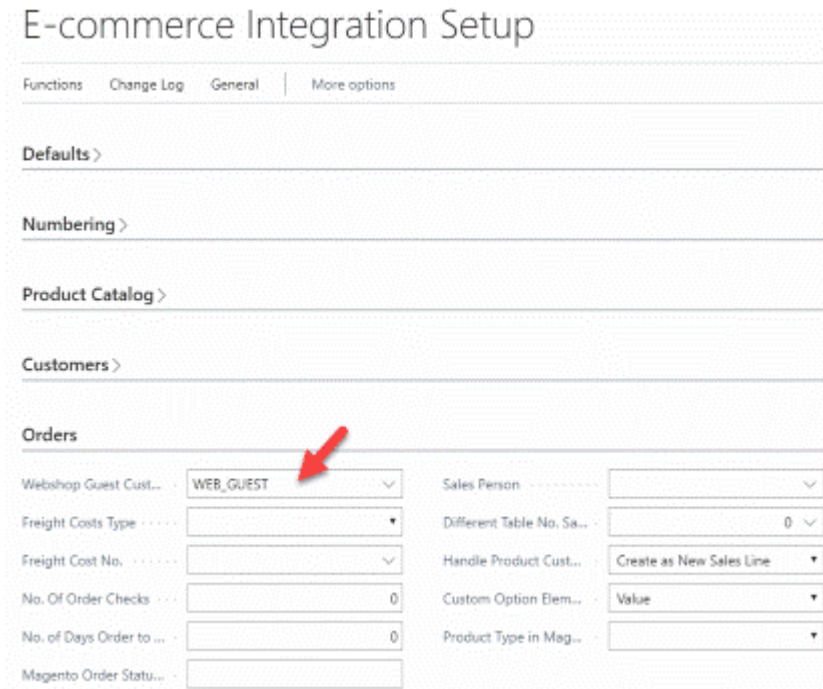 E-commerce Integration Setup
Functions Change Log General More options
Defaults >
Numbering >
Product Catalog >
Customers >
Orders
Webshop Guest Cust... WEB_GUEST Sales Person
Freight Costs Type Different Table No. Sa... 0
Freight Cost No. Handle Product Cust... Create as New Sales Line
No. Of Order Checks 0 Custom Option Elem... Value
No. of Days Order to ... 0 Product Type in Mag...
Magento Order Statu...